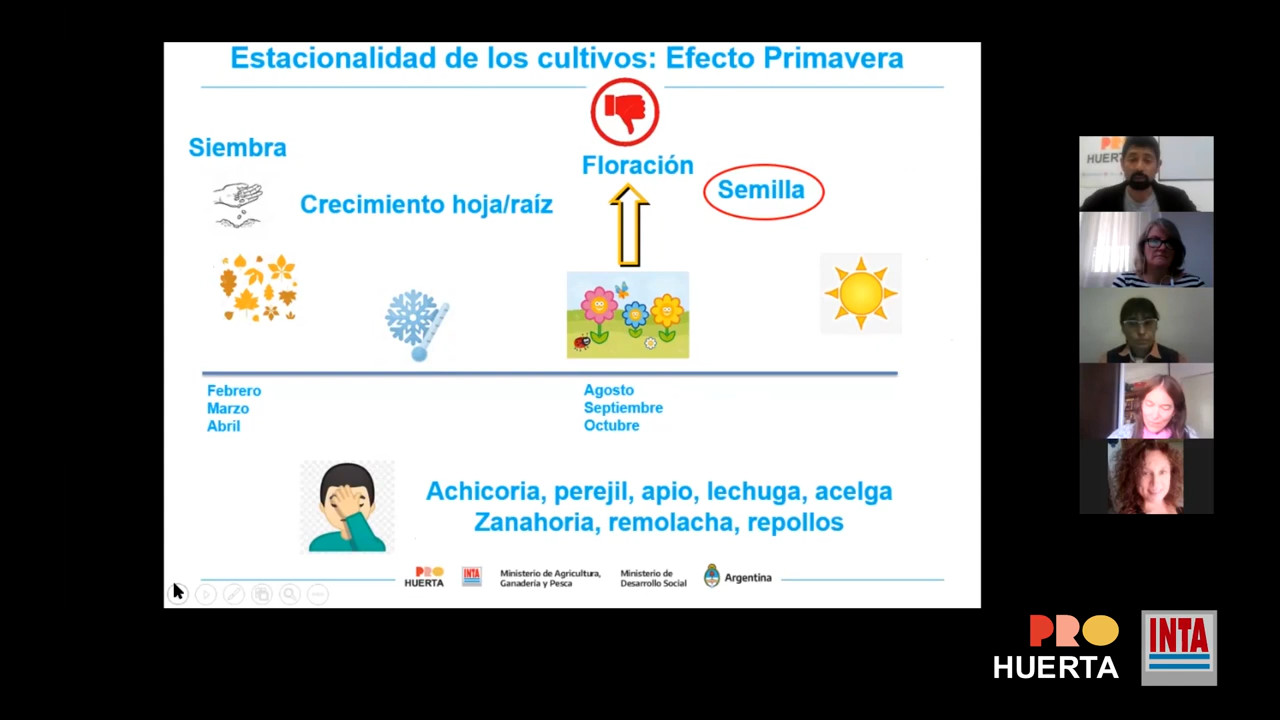 Estacionalidad de los cultivos: Efecto Primavera
Siembra
Crecimiento hoja/raíz
Floración
Semilla
Febrero
Marzo
Abril
Agosto
Septiembre
Octubre
Achicoria, perejil, apio, lechuga, acelga
Zanahoria, remolacha, repollos
PRO
HUERTA
INTA
Ministerio de Agricultura,
Ganadería y Pesca
Ministerio de
Desarrollo Social
Argentina
PRO
HUERTA
INTA